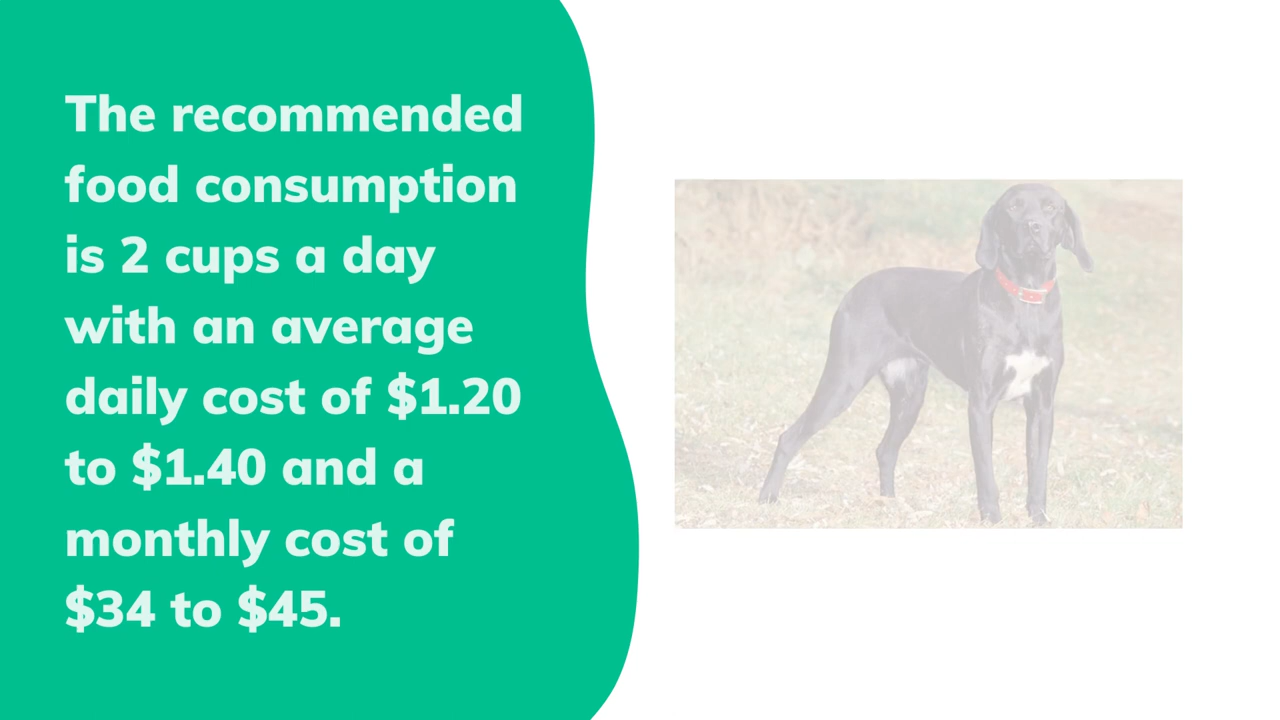 The recommended
food consumption
is 2 cups a day
with an average
daily cost of $1.20
to $1.40 and a
monthly cost of
$34 to $45.